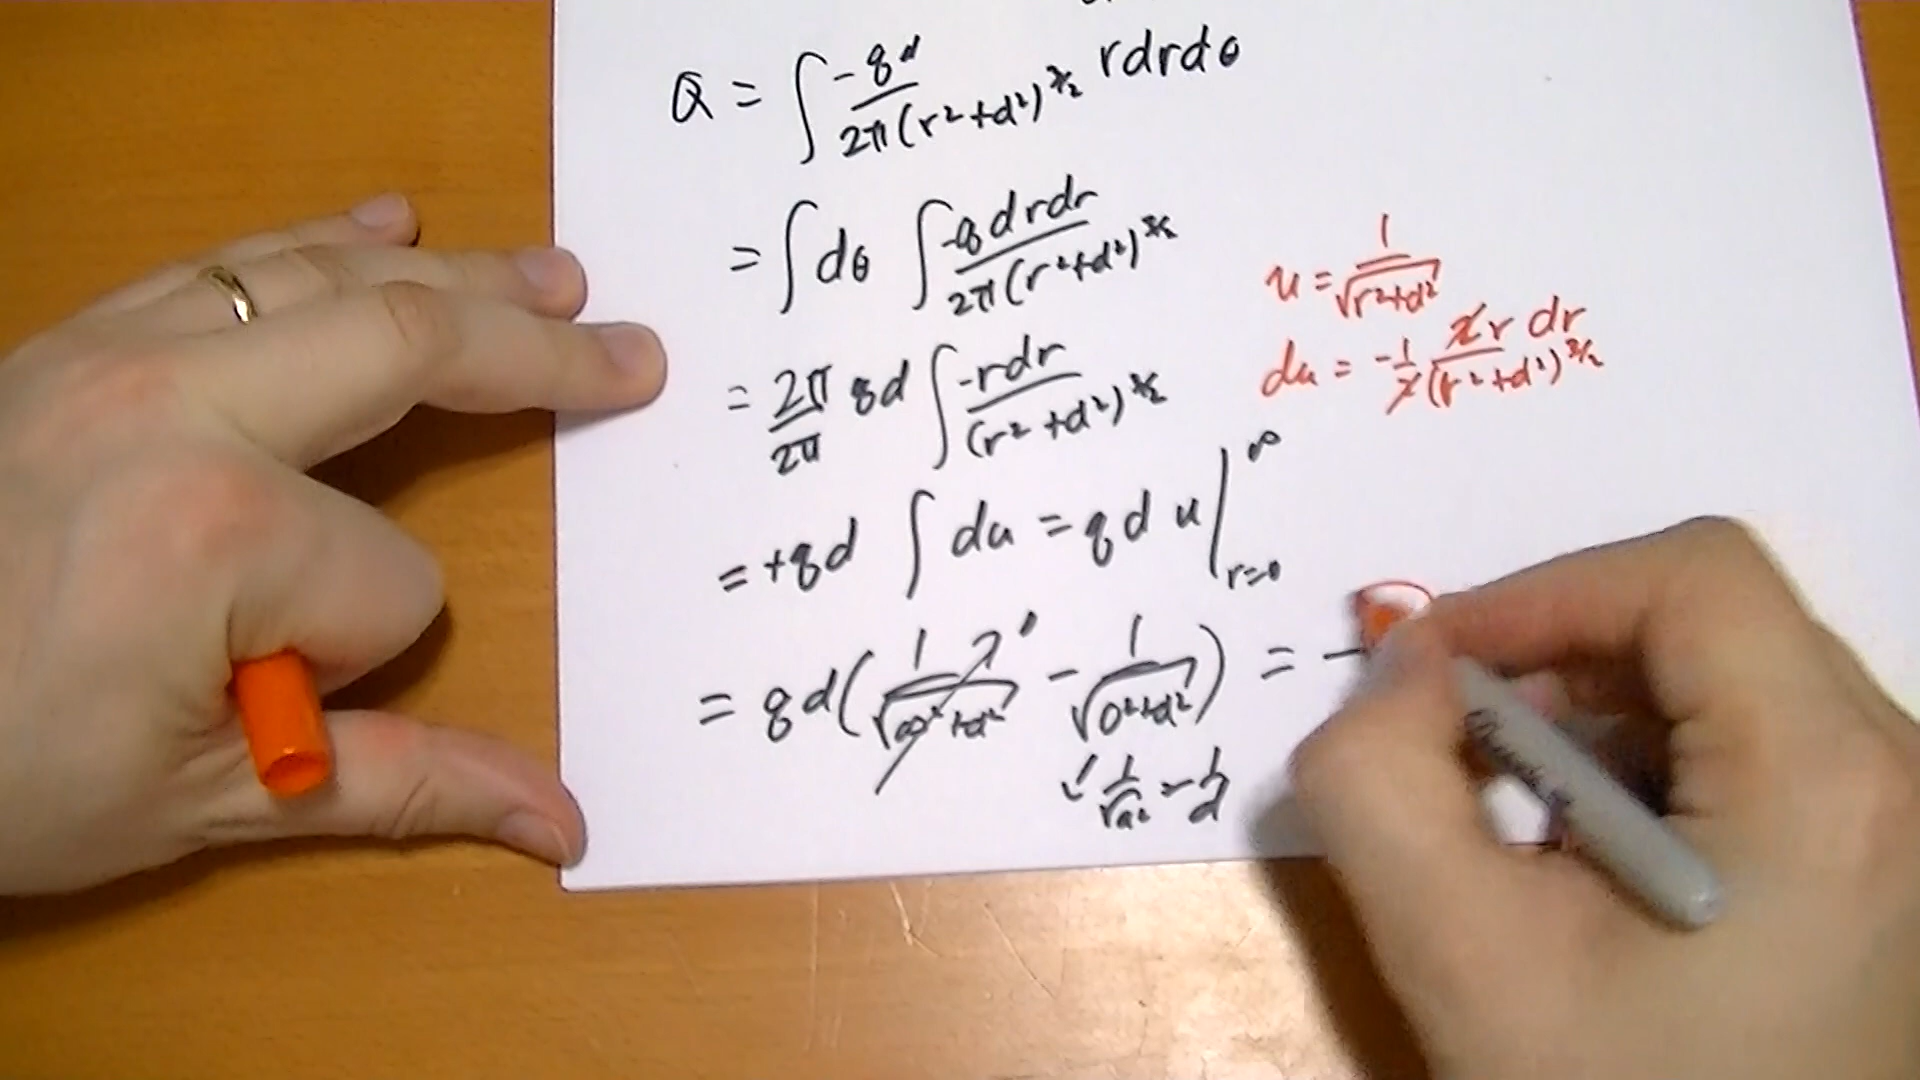 Q = ∫ -qd / 2π(r²+d²)^3/2 rdrdθ
= ∫dθ ∫ -qdrdr / 2π(r²+d²)^3/2
= 2π/2π qd ∫ -rdr / (r²+d²)^3/2
u = 1/√(r²+d²)
du = -1/2 2r dr / (r²+d²)^3/2
= +qd ∫ du = qd u |_{r=0}^∞
= qd( 1/√(∞²+d²) → 0 - 1/√(0²+d²) ) = -
1/√d² = 1/d